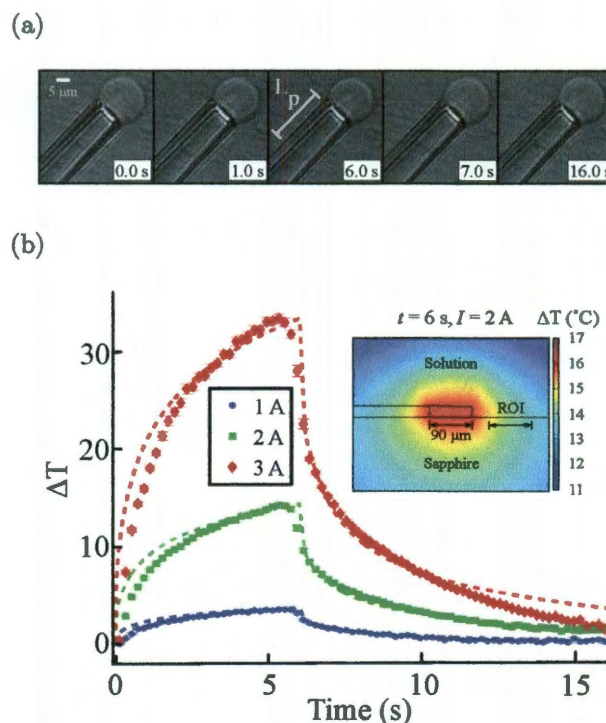 (a)
5 μm
L_p
0.0 s
1.0 s
6.0 s
7.0 s
16.0 s
(b)
t = 6 s, I = 2 A ΔT (°C)
30
20
10
0
ΔT
1 A
2 A
3 A
Solution
ROI
90 μm
Sapphire
17
16
15
14
13
12
11
0
5
10
15
Time (s)